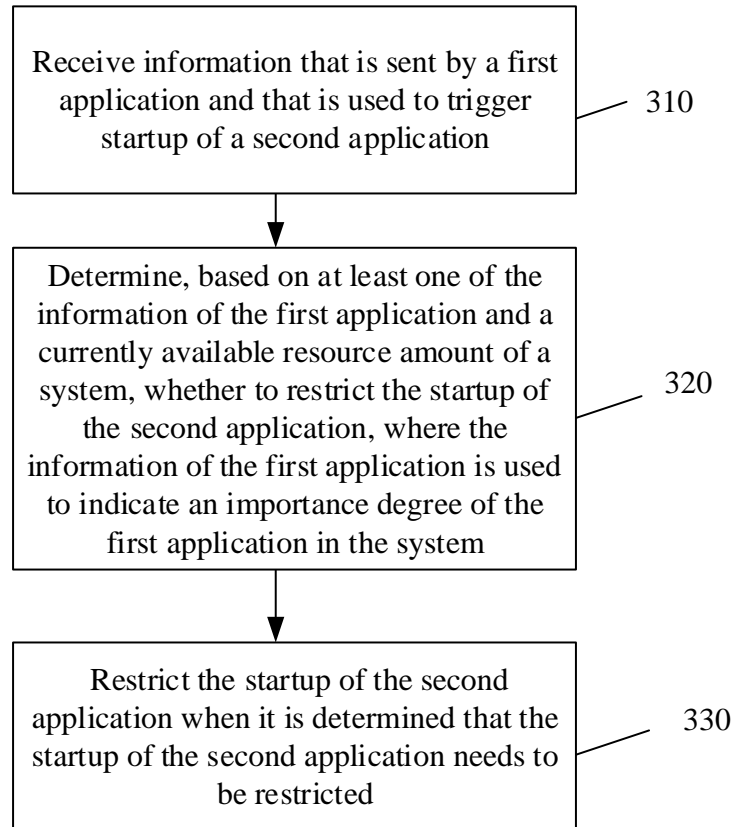 Receive information that is sent by a first
application and that is used to trigger
startup of a second application
310
Determine, based on at least one of the
information of the first application and a
currently available resource amount of a
system, whether to restrict the startup of
the second application, where the
information of the first application is used
to indicate an importance degree of the
first application in the system
320
Restrict the startup of the second
application when it is determined that the
startup of the second application needs to
be restricted
330